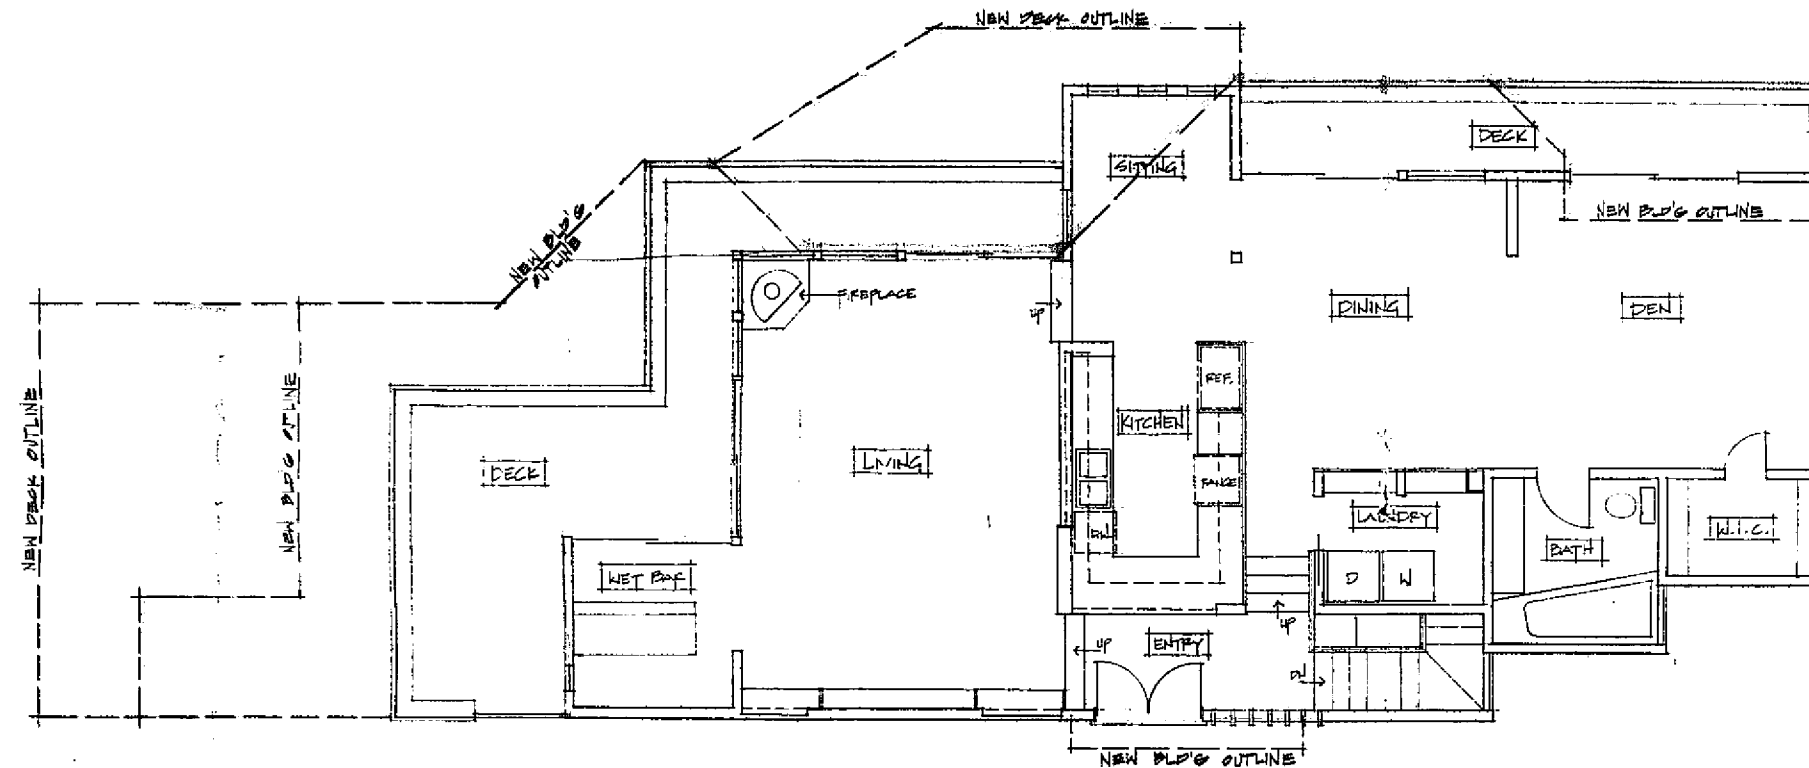 NEW DECK OUTLINE
DECK
SITTING
NEW BLD'G OUTLINE
NEW BLD'G
OUTLINE
FIREPLACE
UP
DINING
DEN
REF.
KITCHEN
NEW DECK OUTLINE
NEW BLD'G OUTLINE
DECK
LIVING
RANGE
LAUNDRY
W.I.C.
DW
BATH
WET BAR
D
W
UP
ENTRY
UP
DN
NEW BLD'G OUTLINE